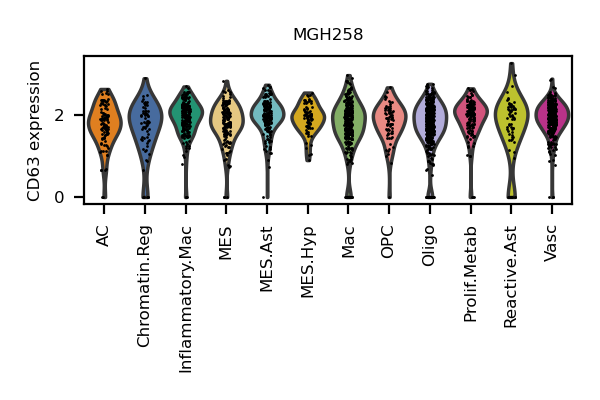 MGH258
CD63 expression
2
0
AC
Chromatin.Reg
Inflammatory.Mac
MES
MES.Ast
MES.Hyp
Mac
OPC
Oligo
Prolif.Metab
Reactive.Ast
Vasc